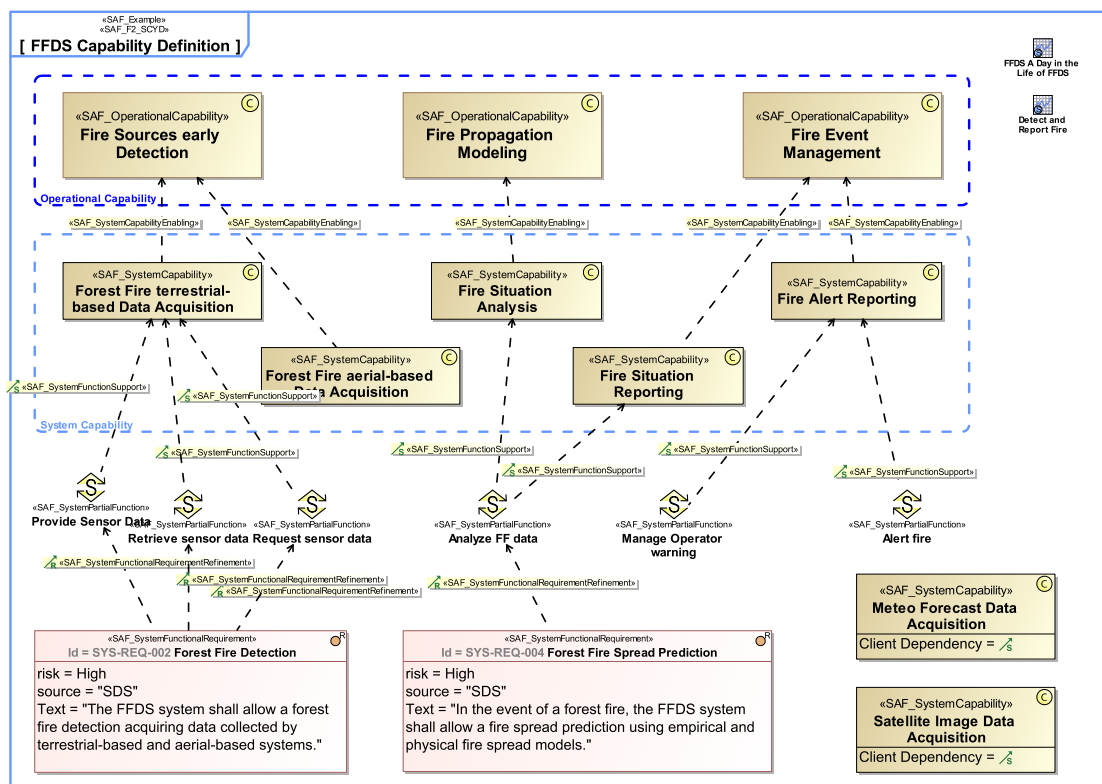 «SAF_Example»
«SAF_F2_SCYD»
[ FFDS Capability Definition ]
FFDS A Day in the
Life of FFDS
Detect and
Report Fire
«SAF_OperationalCapability»
Fire Sources early
Detection
C
«SAF_OperationalCapability»
Fire Propagation
Modeling
C
«SAF_OperationalCapability»
Fire Event
Management
C
Operational Capability
«SAF_SystemCapabilityEnabling»
«SAF_SystemCapabilityEnabling»
«SAF_SystemCapabilityEnabling»
«SAF_SystemCapabilityEnabling»
«SAF_SystemCapabilityEnabling»
«SAF_SystemCapability»
Forest Fire terrestrial-
based Data Acquisition
C
«SAF_SystemCapability»
Fire Situation
Analysis
C
«SAF_SystemCapability»
Fire Alert Reporting
C
«SAF_SystemCapability»
Forest Fire aerial-based
Data Acquisition
C
«SAF_SystemCapability»
Fire Situation
Reporting
C
S «SAF_SystemFunctionSupport»
S «SAF_SystemFunctionSupport»
System Capability
S «SAF_SystemFunctionSupport»
S «SAF_SystemFunctionSupport»
S «SAF_SystemFunctionSupport»
S «SAF_SystemFunctionSupport»
S «SAF_SystemFunctionSupport»
S
«SAF_SystemPartialFunction»
Provide Sensor Data
S
«SAF_SystemPartialFunction»
Retrieve sensor data
S
«SAF_SystemPartialFunction»
Request sensor data
S
«SAF_SystemPartialFunction»
Analyze FF data
S
«SAF_SystemPartialFunction»
Manage Operator
warning
S
«SAF_SystemPartialFunction»
Alert fire
R «SAF_SystemFunctionalRequirementRefinement»
R «SAF_SystemFunctionalRequirementRefinement»
R «SAF_SystemFunctionalRequirementRefinement»
R «SAF_SystemFunctionalRequirementRefinement»
«SAF_SystemFunctionalRequirement»
R
Id = SYS-REQ-002 Forest Fire Detection
risk = High
source = "SDS"
Text = "The FFDS system shall allow a forest
fire detection acquiring data collected by
terrestrial-based and aerial-based systems."
«SAF_SystemFunctionalRequirement»
R
Id = SYS-REQ-004 Forest Fire Spread Prediction
risk = High
source = "SDS"
Text = "In the event of a forest fire, the FFDS system
shall allow a fire spread prediction using empirical and
physical fire spread models."
«SAF_SystemCapability»
Meteo Forecast Data
Acquisition
C
Client Dependency = S
«SAF_SystemCapability»
Satellite Image Data
Acquisition
C
Client Dependency = S